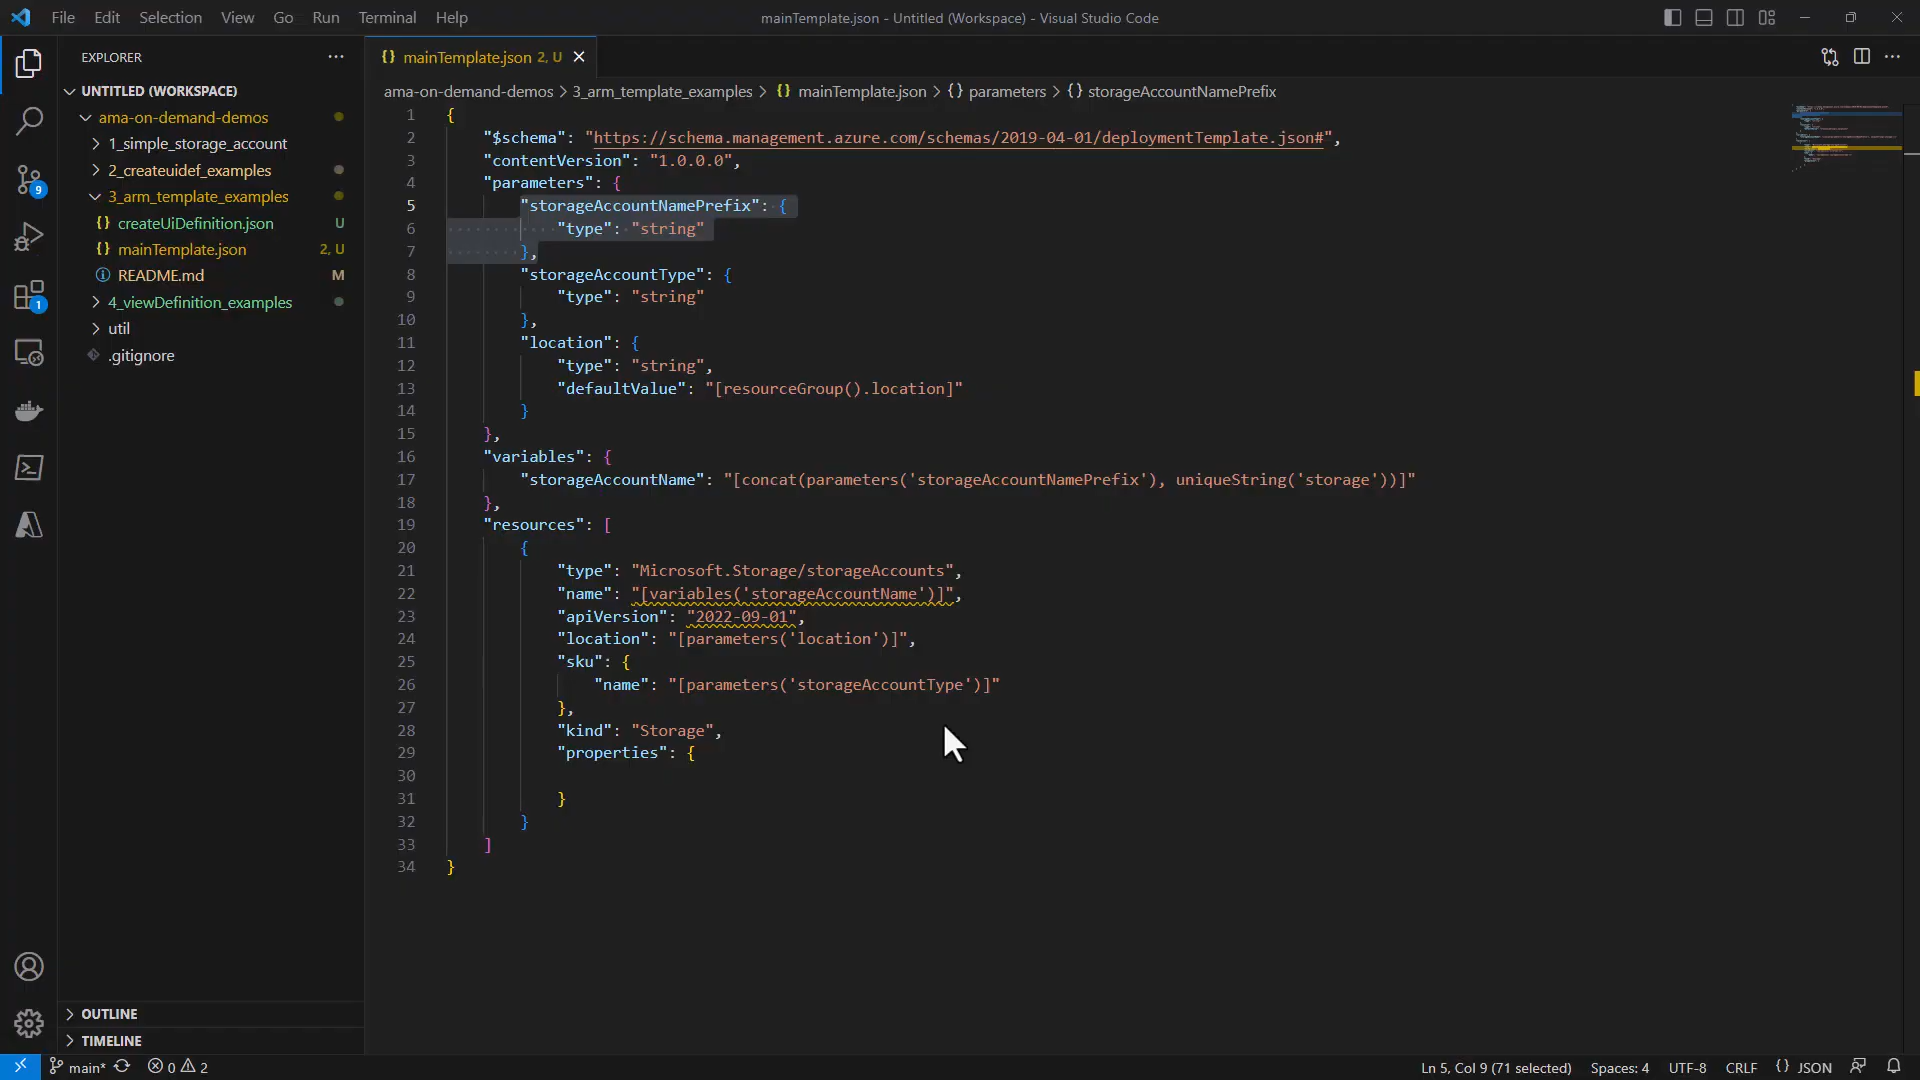 File Edit Selection View Go Run Terminal Help
mainTemplate.json - Untitled (Workspace) - Visual Studio Code
EXPLORER
UNTITLED (WORKSPACE)
ama-on-demand-demos
1_simple_storage_account
2_createuidef_examples
3_arm_template_examples
createUiDefinition.json U
mainTemplate.json 2, U
README.md M
4_viewDefinition_examples
util
.gitignore
OUTLINE
TIMELINE
9
1
mainTemplate.json 2, U
ama-on-demand-demos > 3_arm_template_examples > {} mainTemplate.json > {} parameters > {} storageAccountNamePrefix
1 {
2 "$schema": "https://schema.management.azure.com/schemas/2019-04-01/deploymentTemplate.json#",
3 "contentVersion": "1.0.0.0",
4 "parameters": {
5 "storageAccountNamePrefix": {
6 "type": "string"
7 },
8 "storageAccountType": {
9 "type": "string"
10 },
11 "location": {
12 "type": "string",
13 "defaultValue": "[resourceGroup().location]"
14 }
15 },
16 "variables": {
17 "storageAccountName": "[concat(parameters('storageAccountNamePrefix'), uniqueString('storage'))]"
18 },
19 "resources": [
20 {
21 "type": "Microsoft.Storage/storageAccounts",
22 "name": "[variables('storageAccountName')]",
23 "apiVersion": "2022-09-01",
24 "location": "[parameters('location')]",
25 "sku": {
26 "name": "[parameters('storageAccountType')]"
27 },
28 "kind": "Storage",
29 "properties": {
30
31 }
32 }
33 ]
34 }
main* 0 2
Ln 5, Col 9 (71 selected) Spaces: 4 UTF-8 CRLF {} JSON